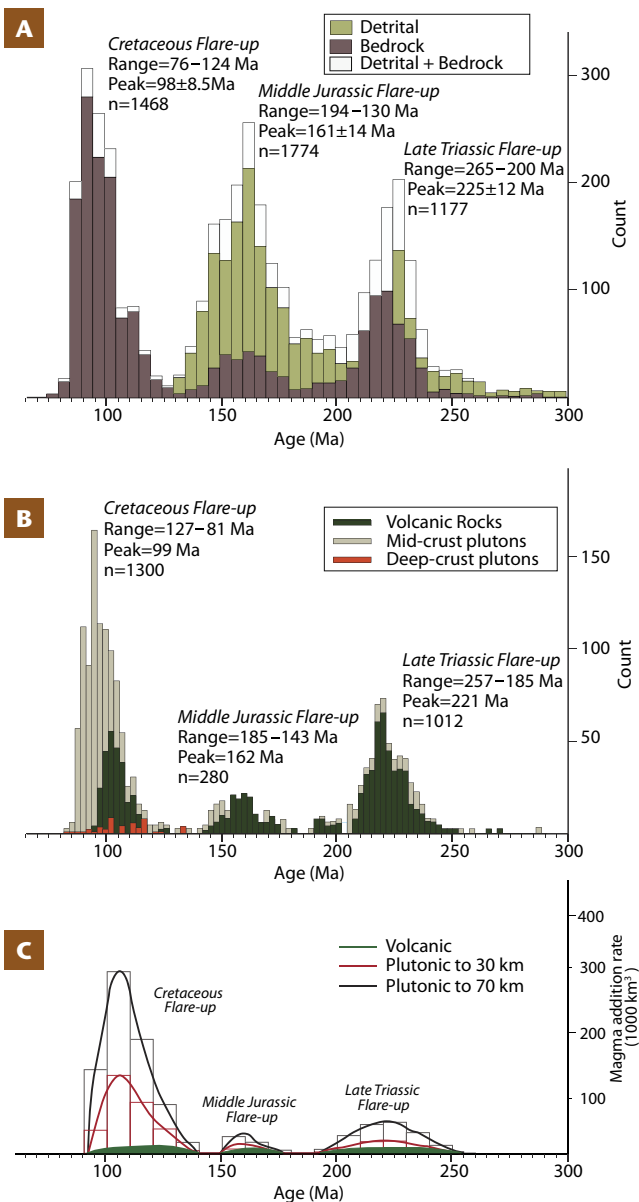 A
Cretaceous Flare-up
Range=76–124 Ma
Peak=98±8.5Ma
n=1468
Detrital
Bedrock
Detrital + Bedrock
Middle Jurassic Flare-up
Range=194–130 Ma
Peak=161±14 Ma
n=1774
Late Triassic Flare-up
Range=265–200 Ma
Peak=225±12 Ma
n=1177
300
200
100
Count
100
150
200
250
300
Age (Ma)
B
Cretaceous Flare-up
Range=127–81 Ma
Peak=99 Ma
n=1300
Volcanic Rocks
Mid-crust plutons
Deep-crust plutons
Middle Jurassic Flare-up
Range=185–143 Ma
Peak=162 Ma
n=280
Late Triassic Flare-up
Range=257–185 Ma
Peak=221 Ma
n=1012
150
100
50
Count
100
150
200
250
300
Age (Ma)
C
Cretaceous
Flare-up
Volcanic
Plutonic to 30 km
Plutonic to 70 km
Middle Jurassic
Flare-up
Late Triassic
Flare-up
400
300
200
100
Magma addition rate
(1000 km³)
100
150
200
250
300
Age (Ma)